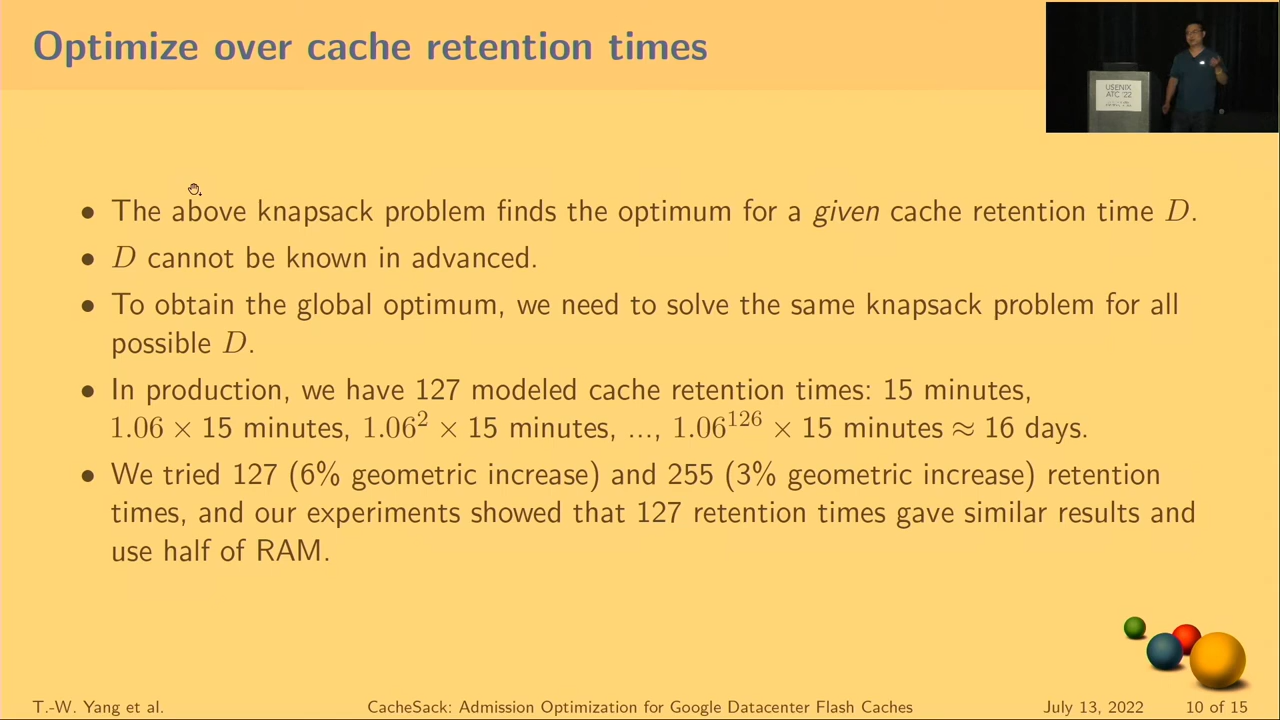 Optimize over cache retention times
USENIX
ATC '22
• The above knapsack problem finds the optimum for a given cache retention time D.
• D cannot be known in advanced.
• To obtain the global optimum, we need to solve the same knapsack problem for all
possible D.
• In production, we have 127 modeled cache retention times: 15 minutes,
1.06 × 15 minutes, 1.06² × 15 minutes, ..., 1.06¹²⁶ × 15 minutes ≈ 16 days.
• We tried 127 (6% geometric increase) and 255 (3% geometric increase) retention
times, and our experiments showed that 127 retention times gave similar results and
use half of RAM.
T.-W. Yang et al. CacheSack: Admission Optimization for Google Datacenter Flash Caches July 13, 2022 10 of 15